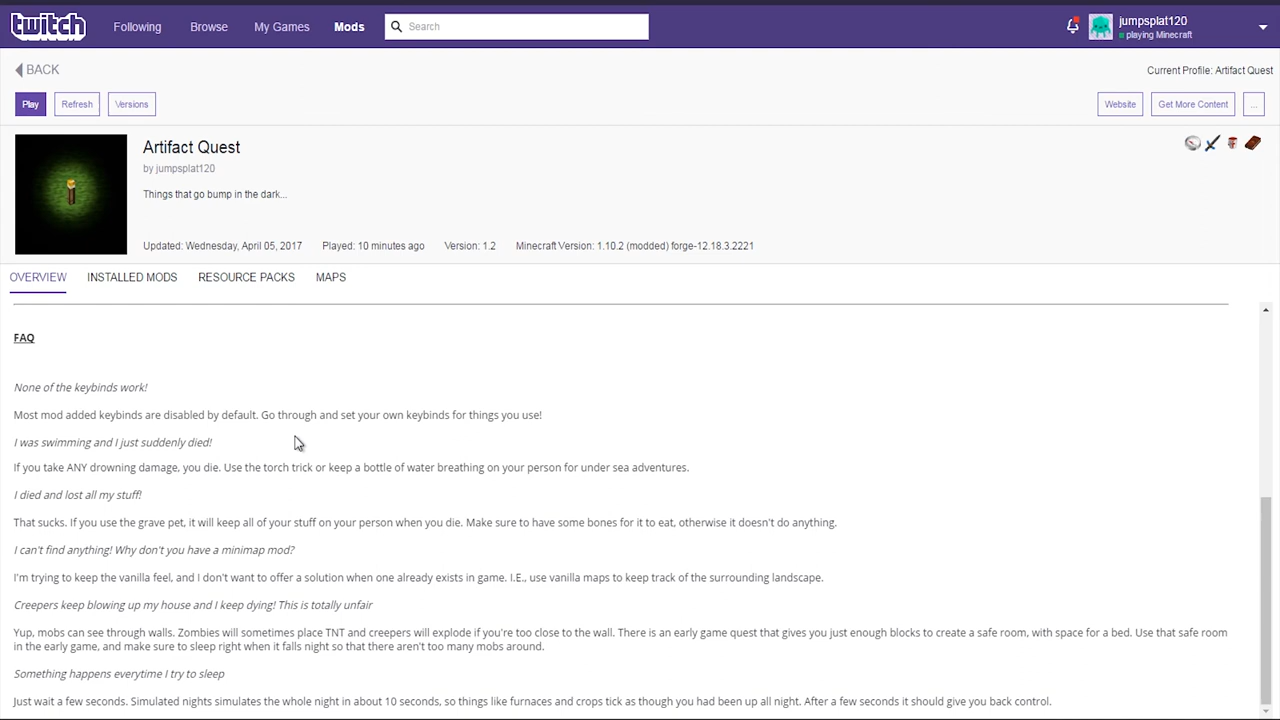 twitch
Following
Browse
My Games
Mods
Search
jumpsplat120
playing Minecraft
BACK
Current Profile: Artifact Quest
Play
Refresh
Versions
Website
Get More Content
...
Artifact Quest
by jumpsplat120
Things that go bump in the dark...
Updated: Wednesday, April 05, 2017
Played: 10 minutes ago
Version: 1.2
Minecraft Version: 1.10.2 (modded) forge-12.18.3.2221
OVERVIEW
INSTALLED MODS
RESOURCE PACKS
MAPS
FAQ
None of the keybinds work!
Most mod added keybinds are disabled by default. Go through and set your own keybinds for things you use!
I was swimming and I just suddenly died!
If you take ANY drowning damage, you die. Use the torch trick or keep a bottle of water breathing on your person for under sea adventures.
I died and lost all my stuff!
That sucks. If you use the grave pet, it will keep all of your stuff on your person when you die. Make sure to have some bones for it to eat, otherwise it doesn't do anything.
I can't find anything! Why don't you have a minimap mod?
I'm trying to keep the vanilla feel, and I don't want to offer a solution when one already exists in game. I.E., use vanilla maps to keep track of the surrounding landscape.
Creepers keep blowing up my house and I keep dying! This is totally unfair
Yup, mobs can see through walls. Zombies will sometimes place TNT and creepers will explode if you're too close to the wall. There is an early game quest that gives you just enough blocks to create a safe room, with space for a bed. Use that safe room
in the early game, and make sure to sleep right when it falls night so that there aren't too many mobs around.
Something happens everytime I try to sleep
Just wait a few seconds. Simulated nights simulates the whole night in about 10 seconds, so things like furnaces and crops tick as though you had been up all night. After a few seconds it should give you back control.